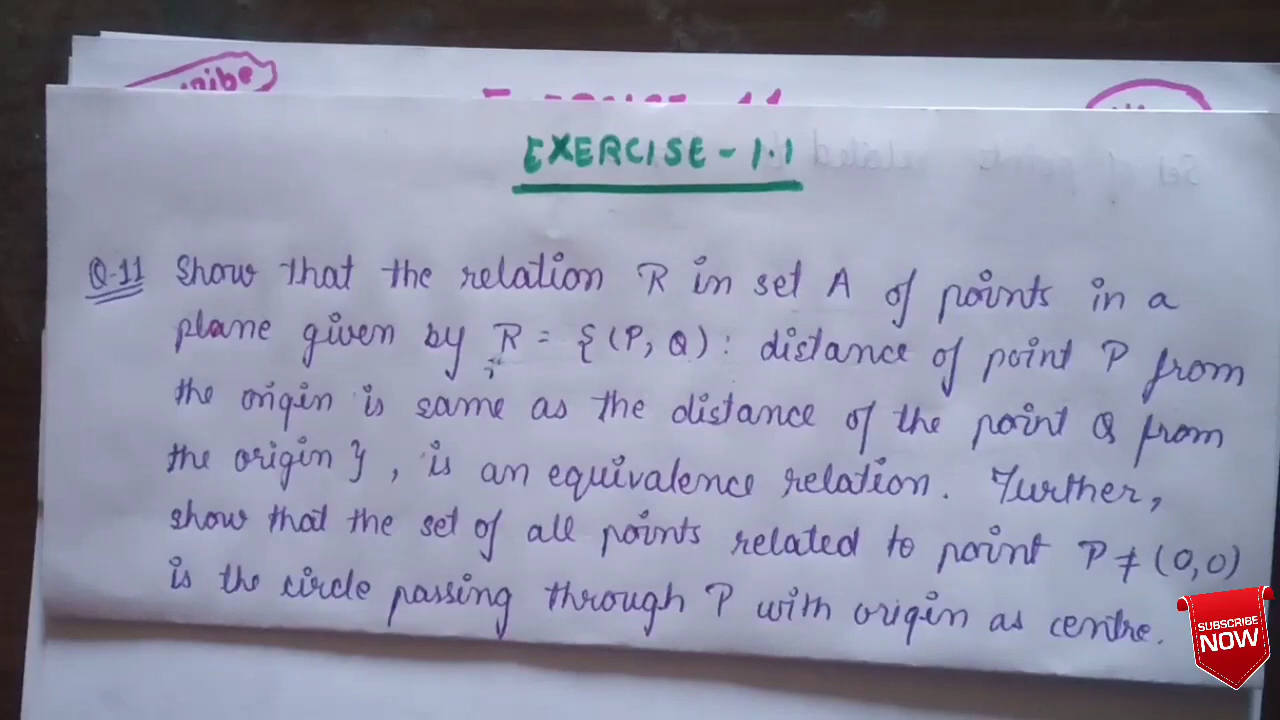 EXERCISE - 1.1
Q-11 Show that the relation R in set A of points in a
plane given by R = {(P, Q) : distance of point P from
the origin is same as the distance of the point Q from
the origin}, is an equivalence relation. Further,
show that the set of all points related to point P ≠ (0,0)
is the circle passing through P with origin as centre.
SUBSCRIBE
NOW